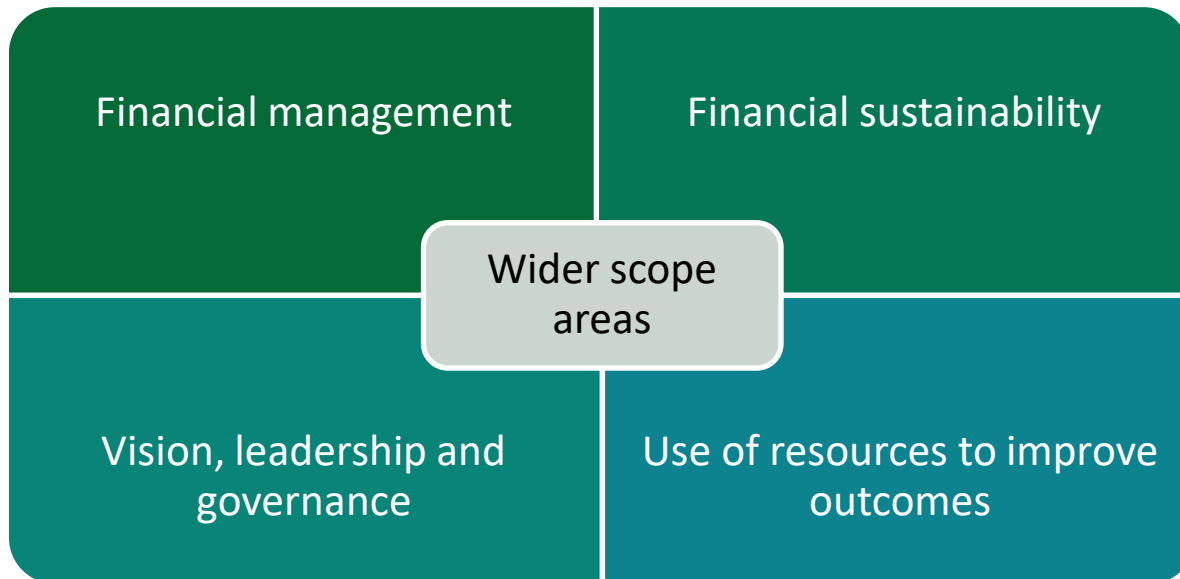 Financial management
Financial sustainability
Wider scope
areas
Vision, leadership and
governance
Use of resources to improve
outcomes